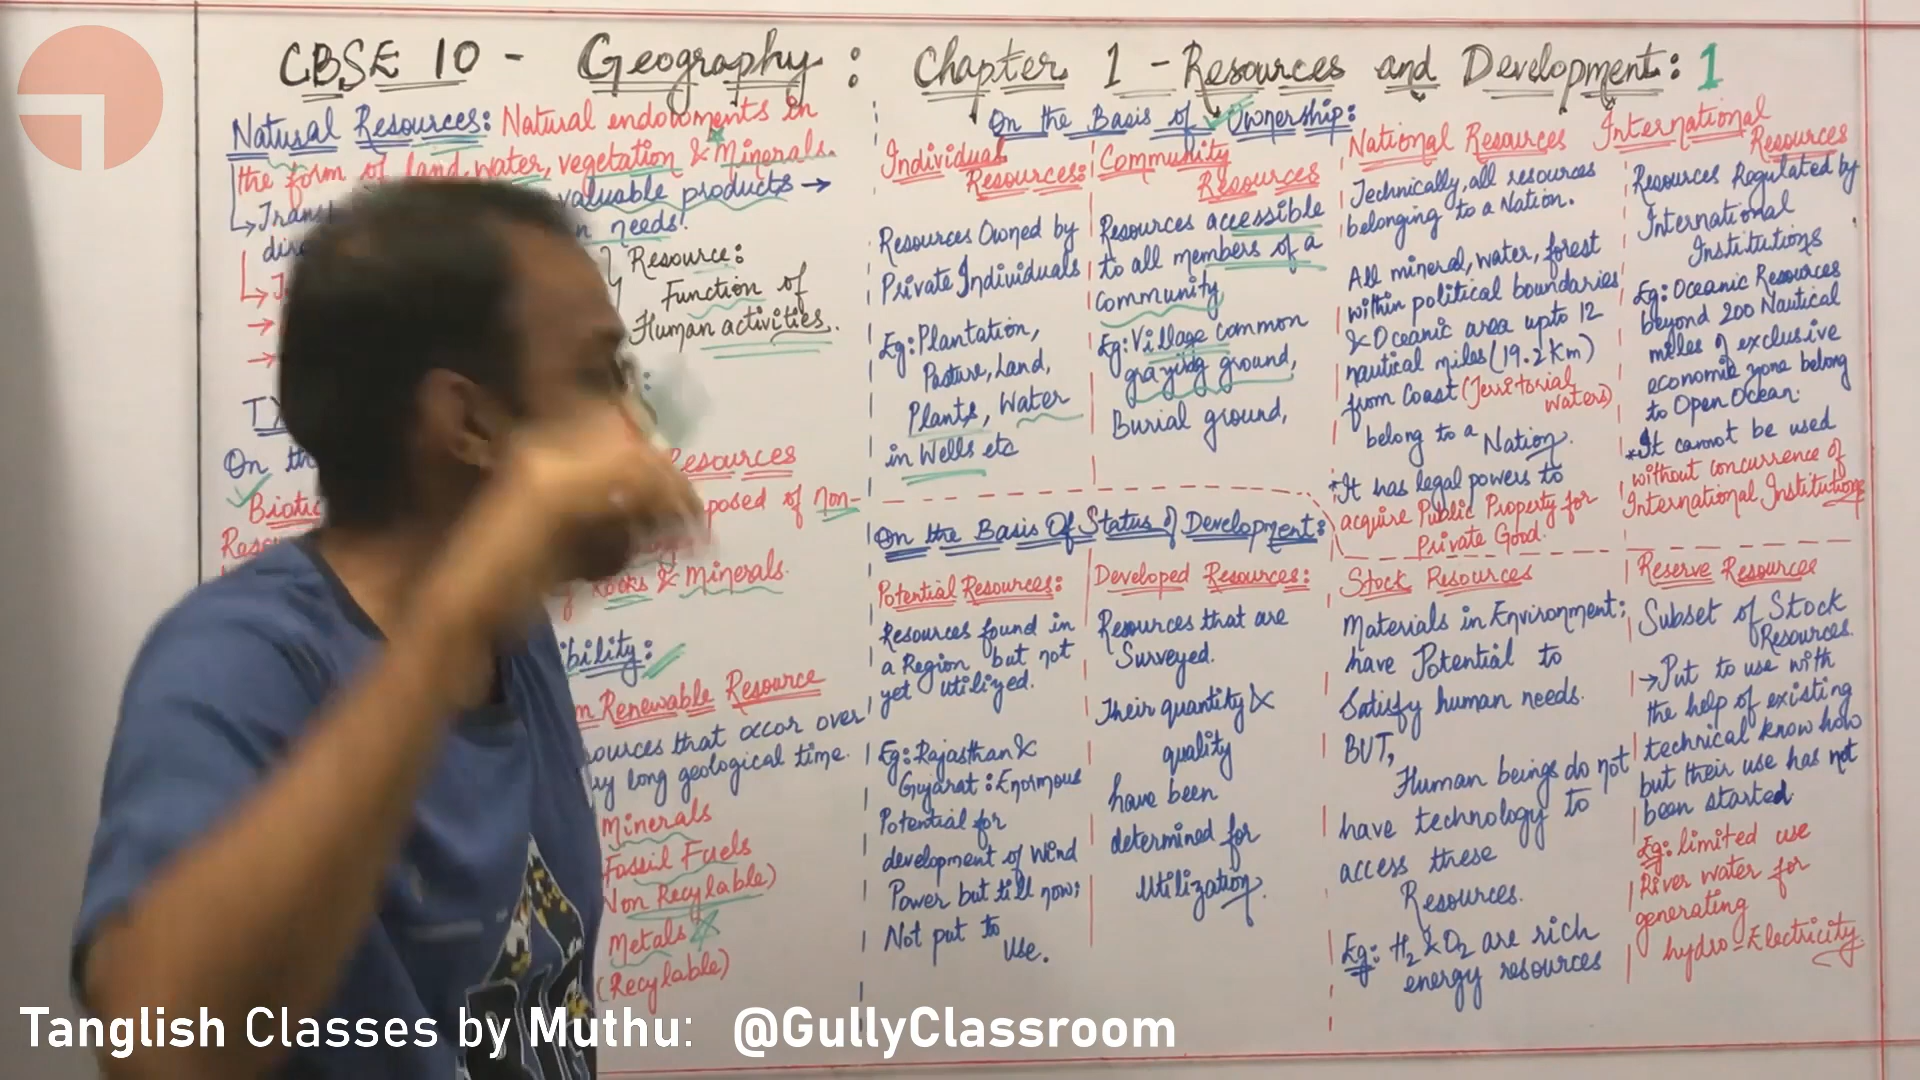 CBSE 10 - Geography: Chapter 1 - Resources and Development: 1
Natural Resources: Natural endowments in
the form of land, water, vegetation & Minerals.
valuable products →
needs!
Resource:
Function of
Human activities.
On th
Biotic
Resources
posed of non-
Rocks & Minerals.
bility:
Renewable Resource
ources that occor over
long geological time.
Minerals
Fossil Fuels
Non Recylable)
Metals
(Recylable)
On the Basis of Ownership:
Individual
Resources:
Resources Owned by
Private Individuals
Eg: Plantation,
Pasture, Land,
Plants, Water
in Wells etc
Community
Resources
Resources accessible
to all members of a
community
Eg: Village common
grazing ground,
Burial ground,
National Resources
Technically, all resources
belonging to a Nation.
All mineral, water, forest
within political boundaries
& Oceanic area upto 12
nautical miles (19.2 Km)
from Coast (Territorial
Waters)
belong to a Nation.
*It has legal powers to
acquire Public Property for
Private Good.
International
Resources
Resources Regulated by
International
Institutions
Eg: Oceanic Resources
beyond 200 Nautical
miles of exclusive
economic zone belong
to Open Ocean.
*It cannot be used
without concurrence of
International Institutions
On the Basis Of Status of Development:
Potential Resources:
Resources found in
a Region but not
yet utilized.
Eg: Rajasthan &
Gujarat: Enormous
Potential for
development of Wind
Power but till now;
Not put to
Use.
Developed Resources:
Resources that are
Surveyed.
Their quantity &
quality
have been
determined for
Utilization.
Stock Resources
Materials in Environment:
have Potential to
Satisfy human needs.
BUT,
Human beings do not
have technology to
access these
Resources.
Eg: H2 & O2 are rich
energy resources
Reserve Resources
Subset of Stock
Resources.
→Put to use with
the help of existing
technical know how
but their use has not
been started
Eg: limited use
River water for
generating
hydro-Electricity.
Tanglish Classes by Muthu: @GullyClassroom